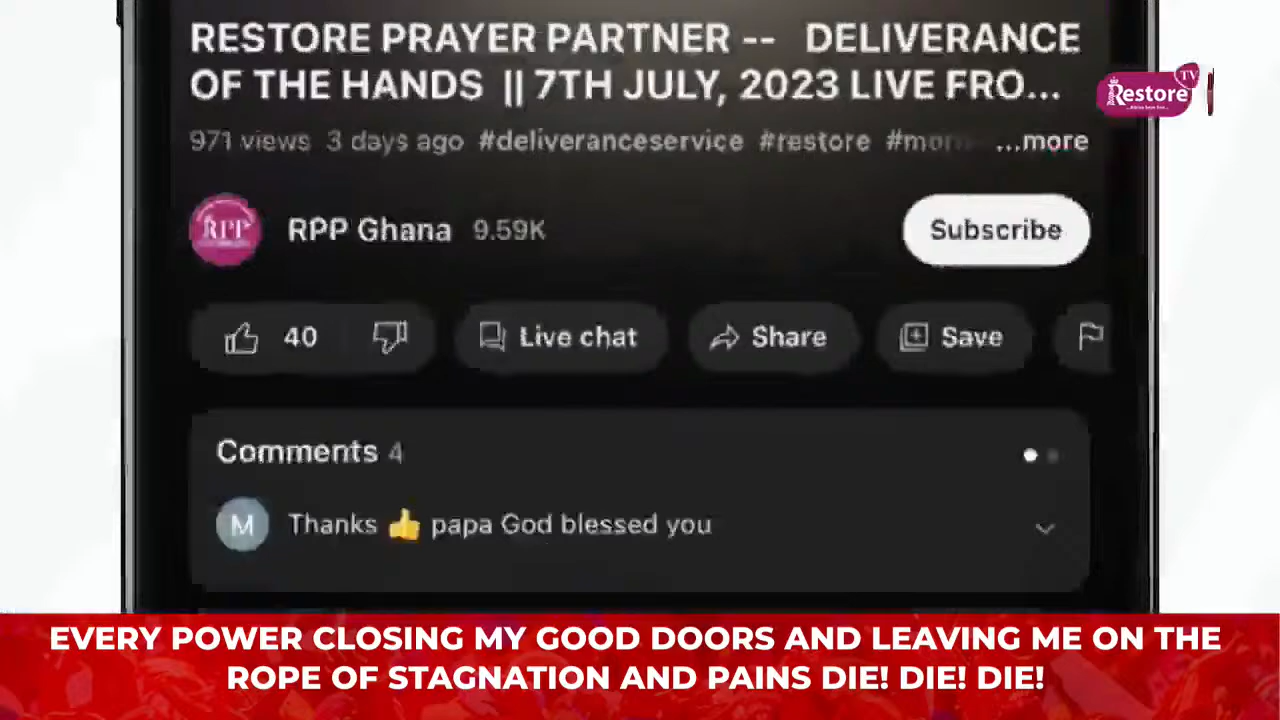 RESTORE PRAYER PARTNER -- DELIVERANCE
OF THE HANDS || 7TH JULY, 2023 LIVE FRO...
Restore TV
971 views 3 days ago #deliveranceservice #restore #morn ...more
RPP
RPP Ghana 9.59K
Subscribe
40
Live chat
Share
Save
Comments 4
M
Thanks 👍 papa God blessed you
EVERY POWER CLOSING MY GOOD DOORS AND LEAVING ME ON THE
ROPE OF STAGNATION AND PAINS DIE! DIE! DIE!